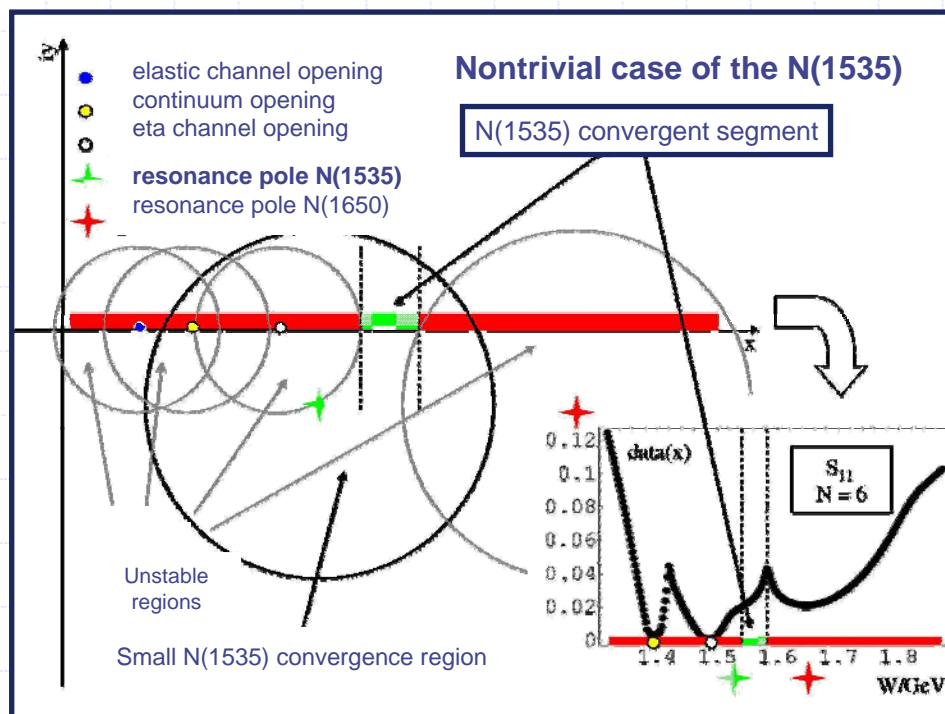 iy
Nontrivial case of the N(1535)
elastic channel opening
continuum opening
eta channel opening
N(1535) convergent segment
resonance pole N(1535)
resonance pole N(1650)
x
Unstable
regions
Small N(1535) convergence region
data(x)
S11
N = 6
0.12
0.1
0.08
0.06
0.04
0.02
0
1.4 1.5 1.6 1.7 1.8
W/GeV